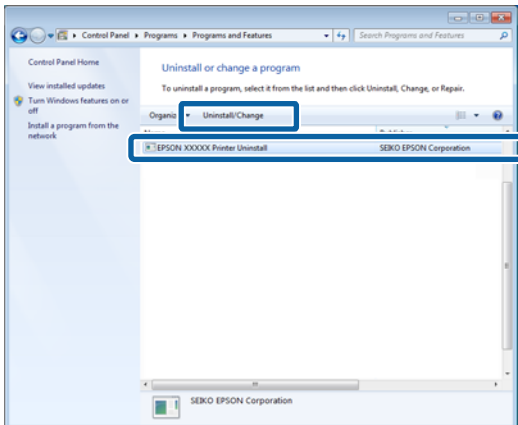 Control Panel ▸ Programs ▸ Programs and Features
Search Programs and Features
Control Panel Home
View installed updates
Turn Windows features on or
off
Install a program from the
network
Uninstall or change a program
To uninstall a program, select it from the list and then click Uninstall, Change, or Repair.
Organiz Uninstall/Change
EPSON XXXXX Printer Uninstall SEIKO EPSON Corporation
SEIKO EPSON Corporation